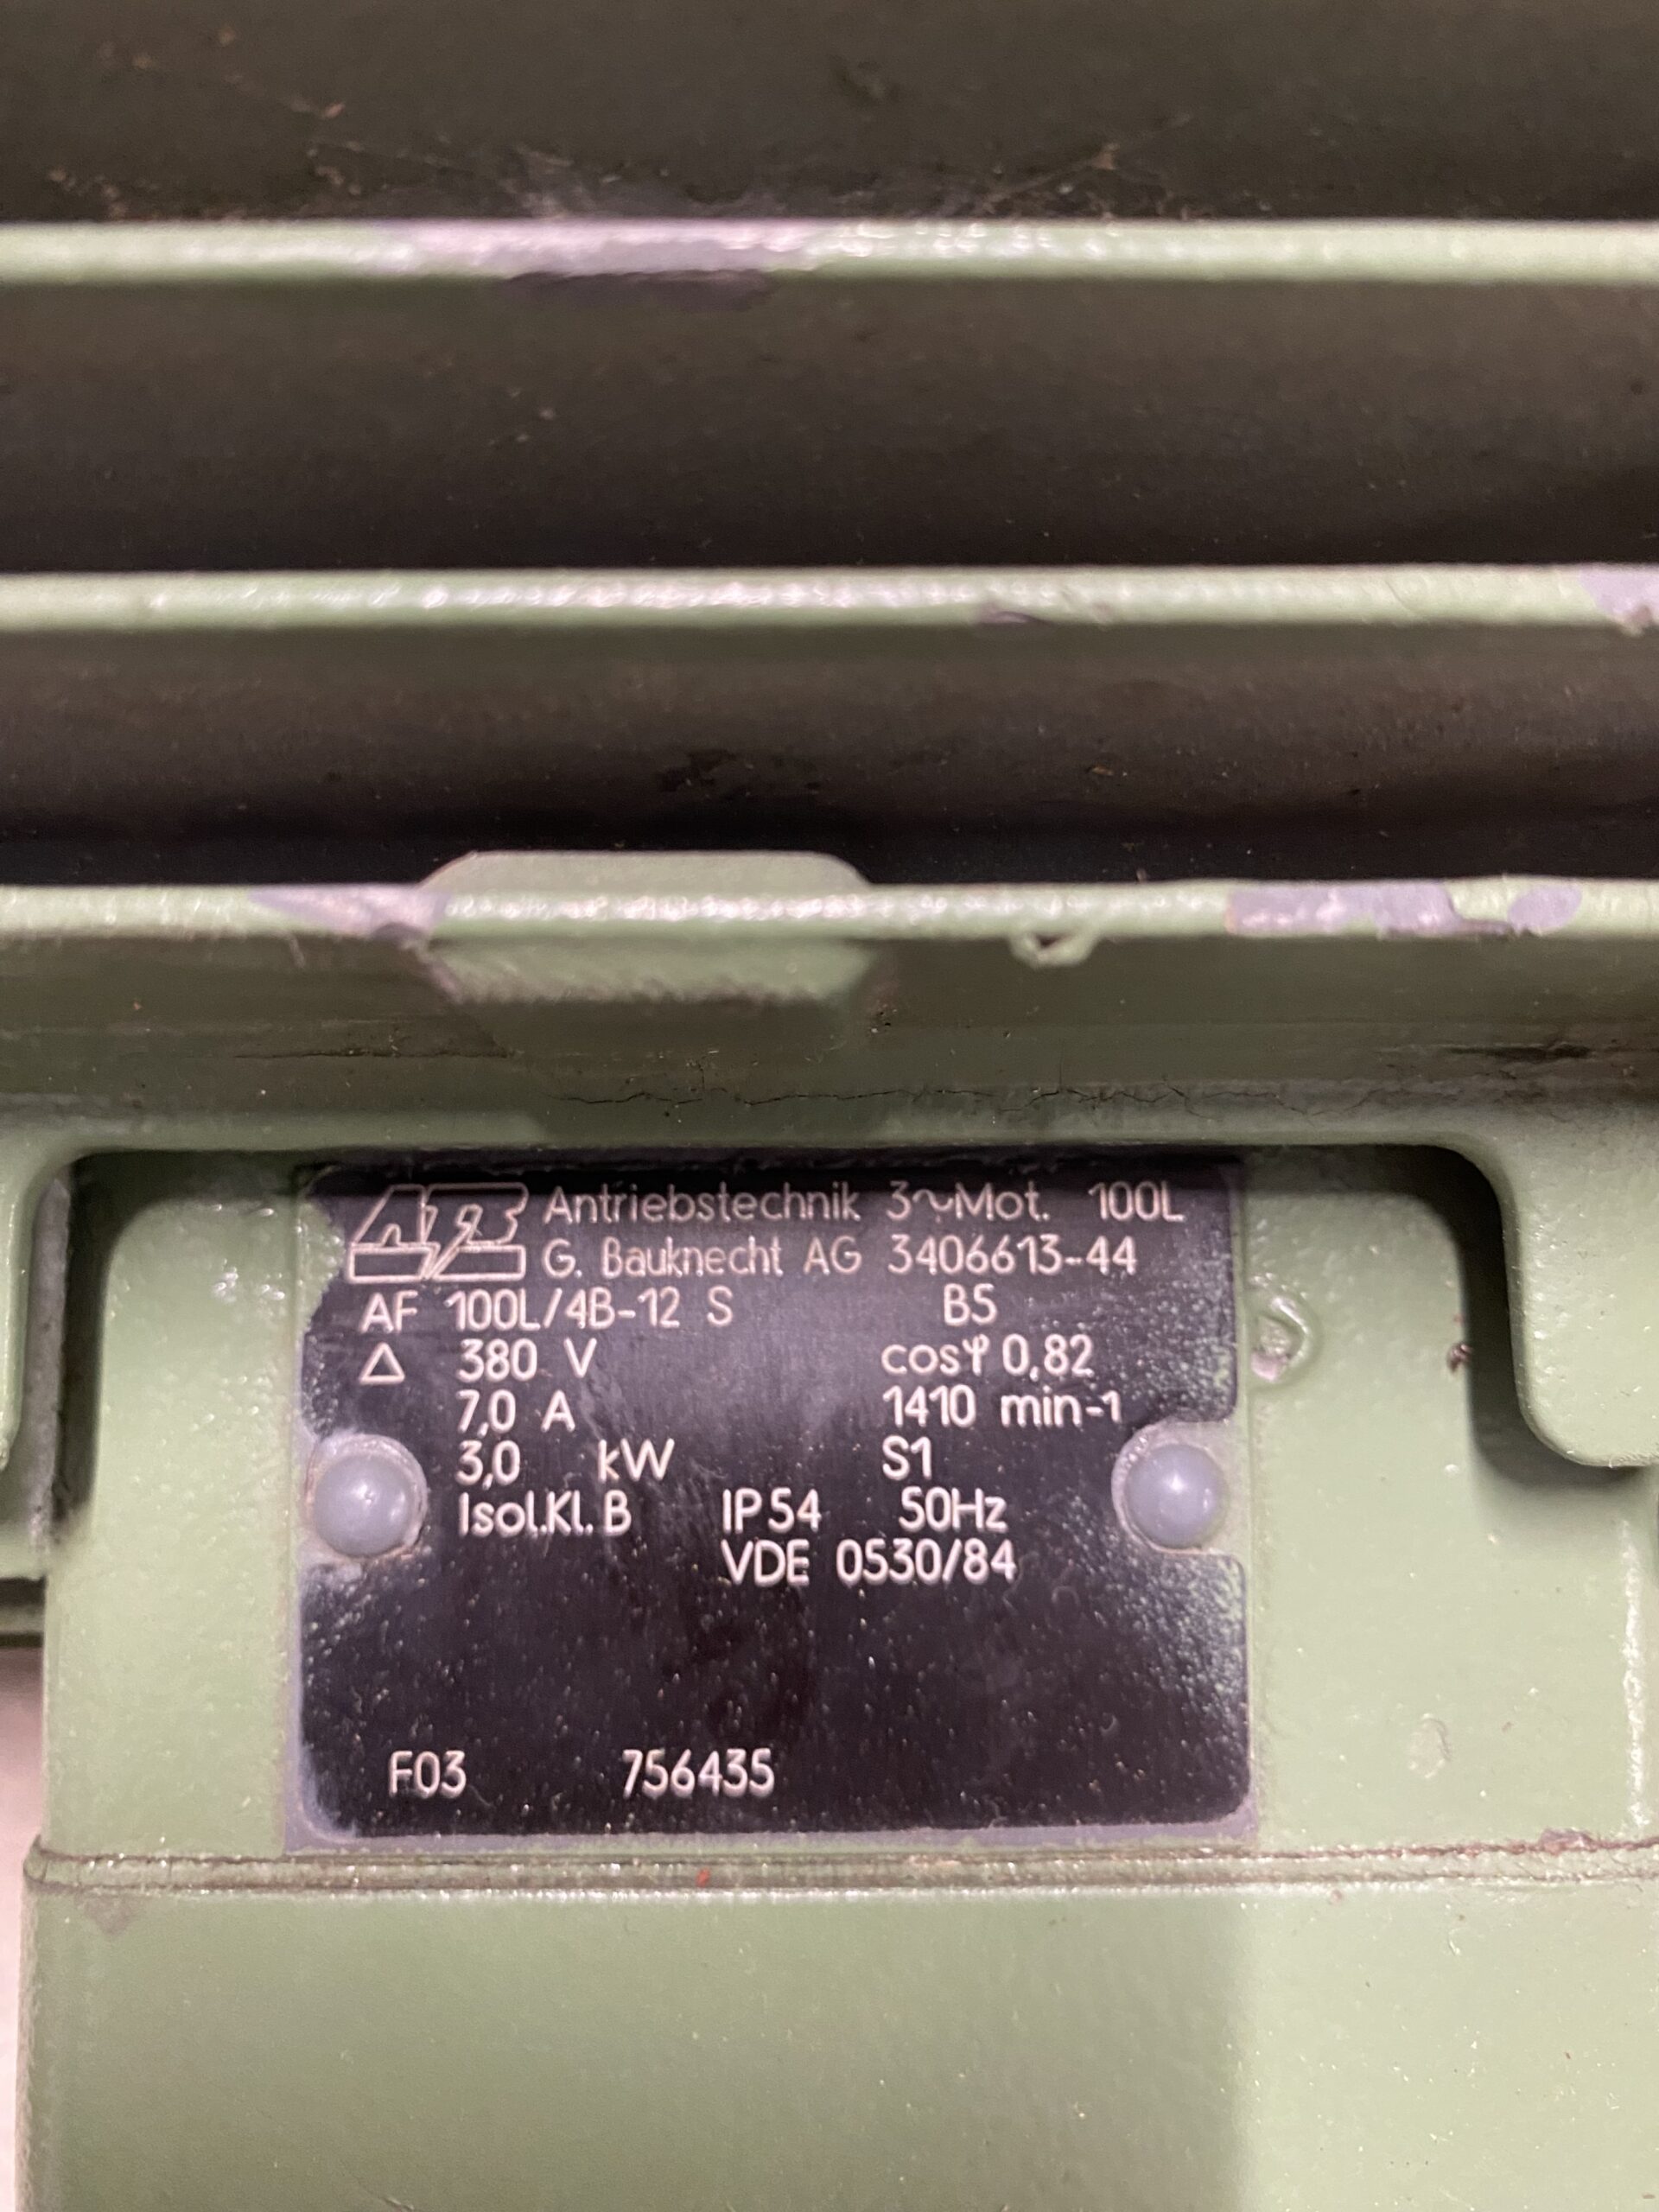 ATB Antriebstechnik 3~Mot. 100L
G. Bauknecht AG 3406613-44
AF 100L/4B-12 S B5
Δ 380 V cosφ 0,82
7,0 A 1410 min-1
3,0 kW S1
Isol.Kl. B IP54 50Hz
VDE 0530/84
F03 756435